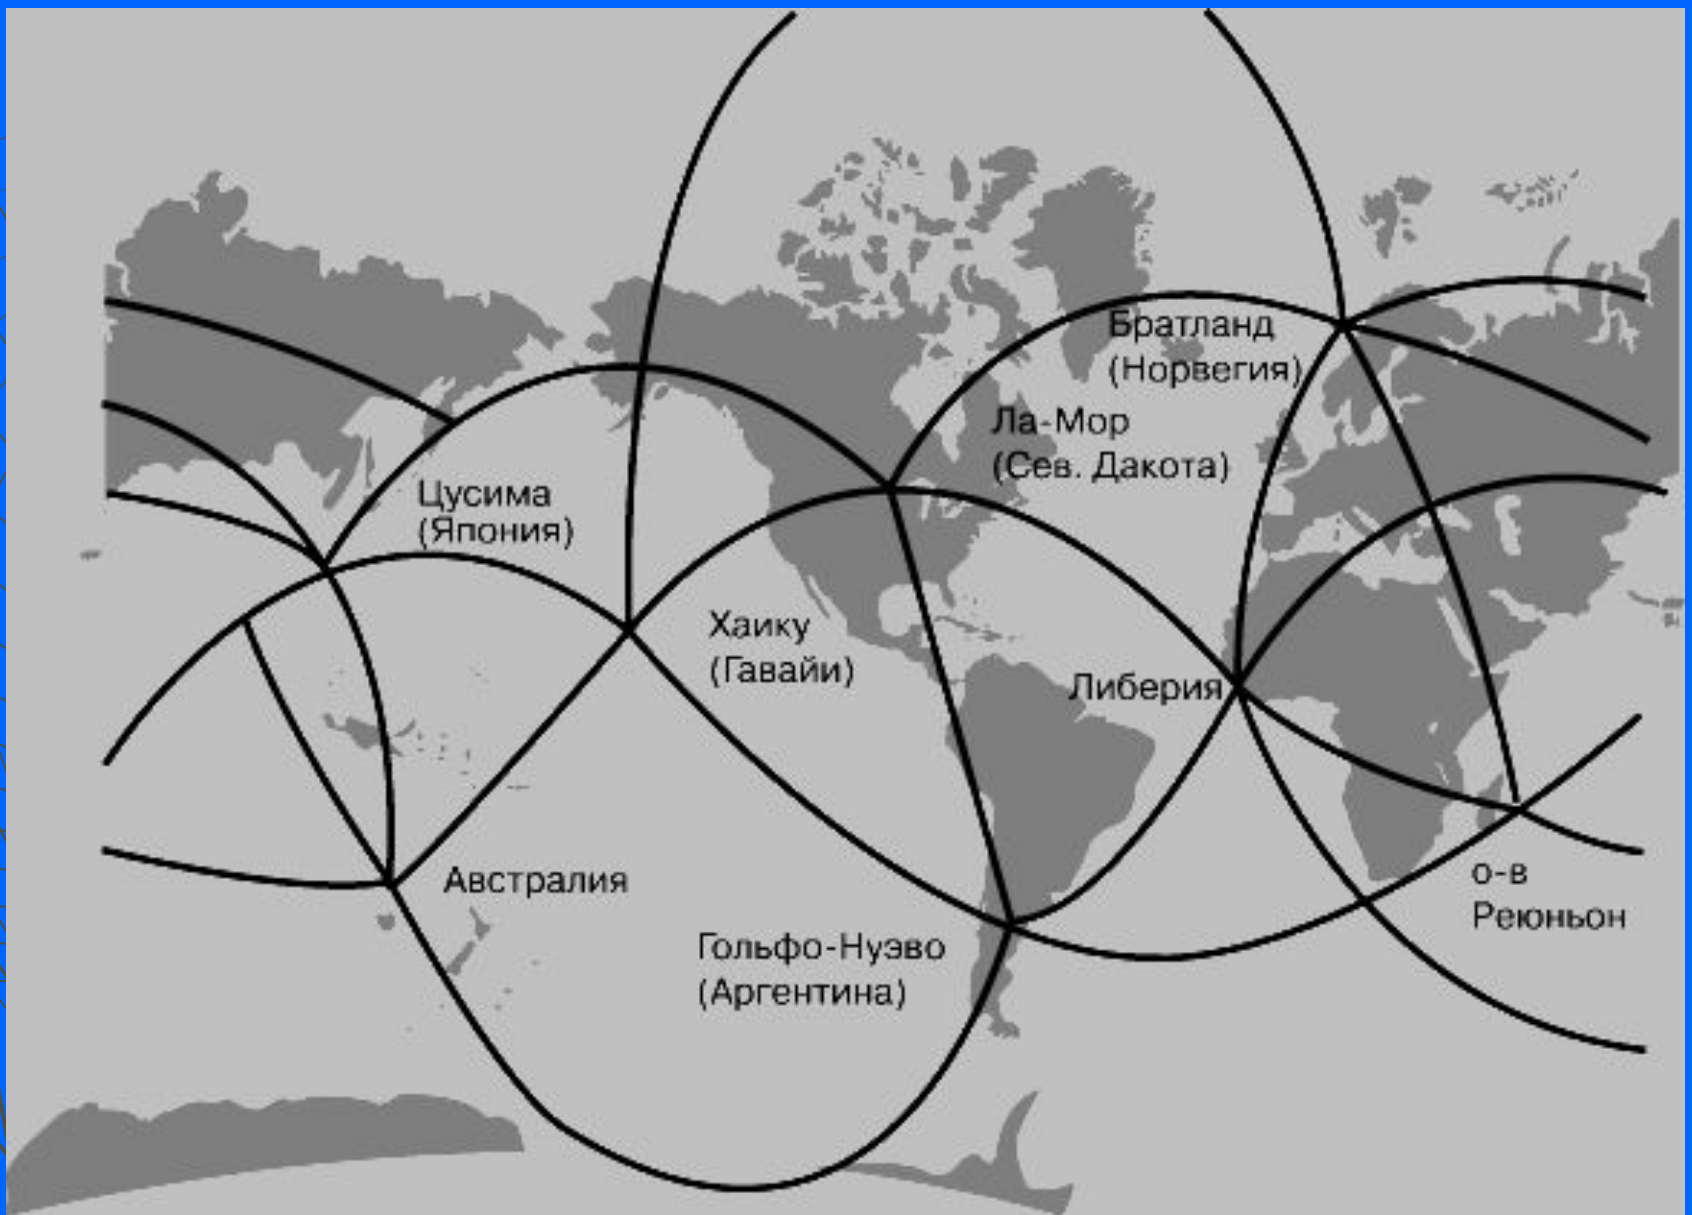 Братланд
(Норвегия)
Ла-Мор
(Сев. Дакота)
Цусима
(Япония)
Хаику
(Гавайи)
Либерия
Австралия
о-в
Реюньон
Гольфо-Нуэво
(Аргентина)